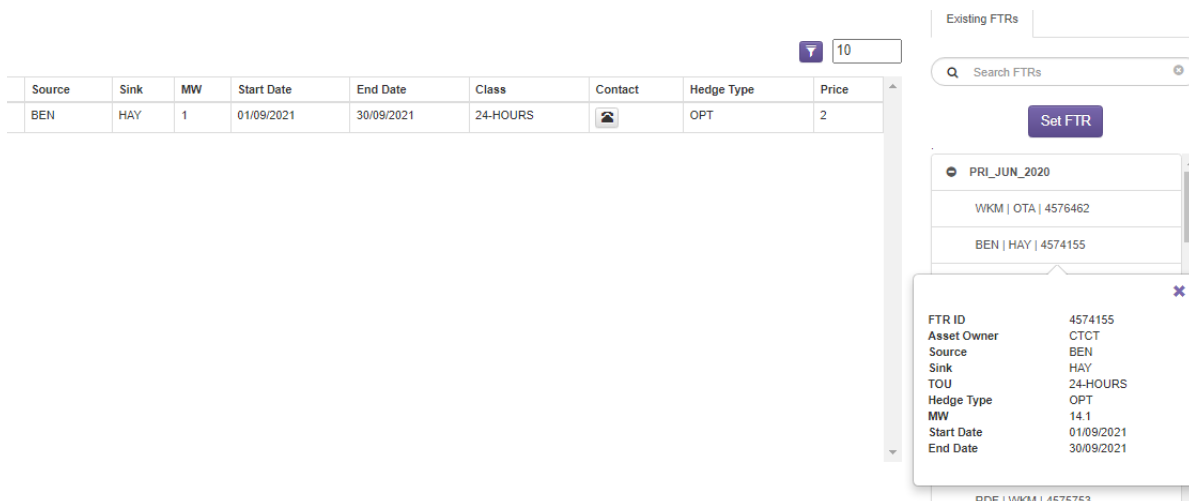 Existing FTRs
10
Search FTRs
Source Sink MW Start Date End Date Class Contact Hedge Type Price
BEN HAY 1 01/09/2021 30/09/2021 24-HOURS OPT 2
Set FTR
PRI_JUN_2020
WKM | OTA | 4576462
BEN | HAY | 4574155
FTR ID 4574155
Asset Owner CTCT
Source BEN
Sink HAY
TOU 24-HOURS
Hedge Type OPT
MW 14.1
Start Date 01/09/2021
End Date 30/09/2021
WKM | 4575753